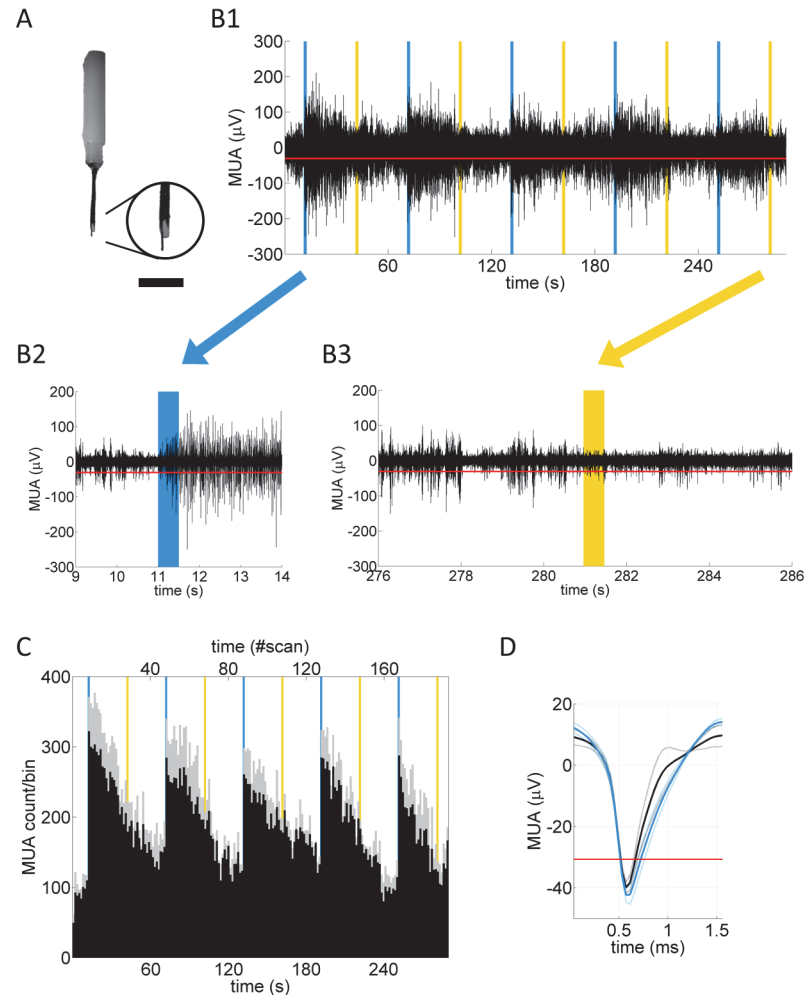 A
B1
300
200
100
0
-100
-200
-300
MUA (μV)
60 120 180 240
time (s)
B2
200
100
0
-100
-200
-300
MUA (μV)
9 10 11 12 13 14
time (s)
B3
200
100
0
-100
-200
-300
MUA (μV)
276 278 280 282 284 286
time (s)
C
time (#scan)
40 80 120 160
400
300
200
100
0
MUA count/bin
60 120 180 240
time (s)
D
20
0
-20
-40
MUA (μV)
0.5 1 1.5
time (ms)